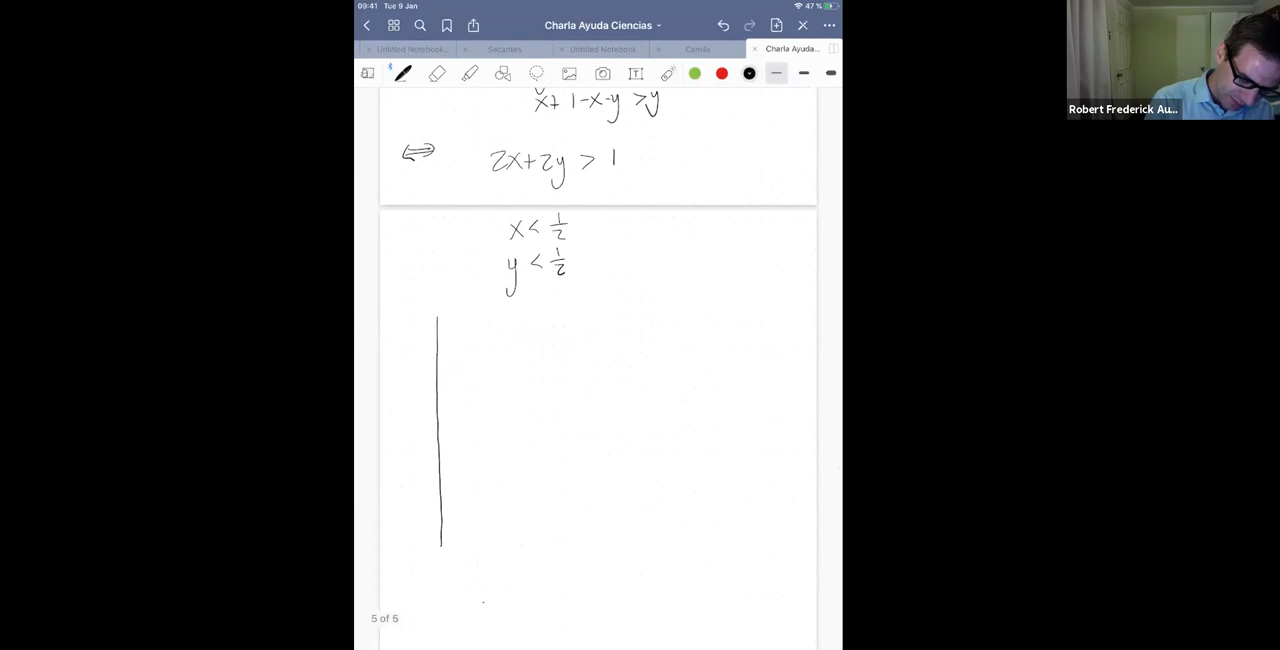 09:41 Tue 9 Jan
47 %
Charla Ayuda Ciencias
Untitled Notebook...
Secantes
Untitled Notebook
Camila
Charla Ayuda...
x + 1-x-y > y
⇔ 2x+2y > 1
x < 1/2
y < 1/2
5 of 5
Robert Frederick Au...